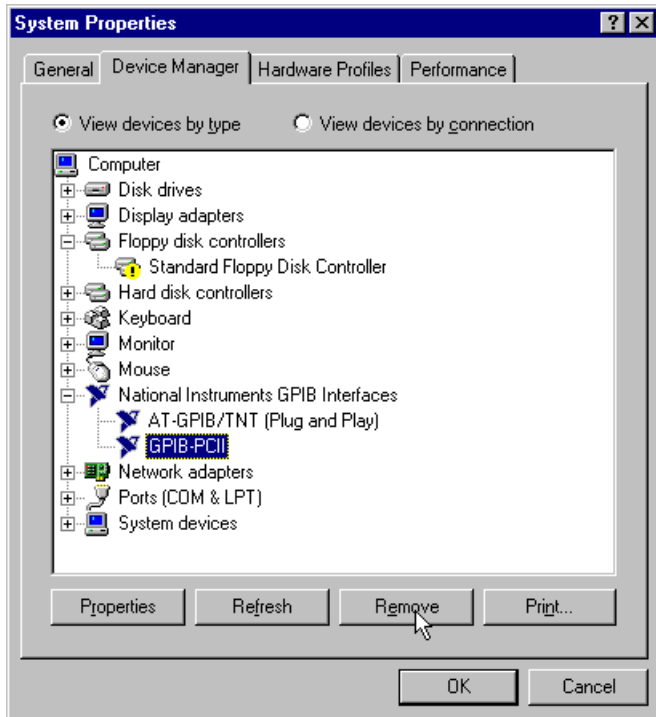 System Properties
General Device Manager Hardware Profiles Performance
View devices by type View devices by connection
Computer
Disk drives
Display adapters
Floppy disk controllers
Standard Floppy Disk Controller
Hard disk controllers
Keyboard
Monitor
Mouse
National Instruments GPIB Interfaces
AT-GPIB/TNT (Plug and Play)
GPIB-PCII
Network adapters
Ports (COM & LPT)
System devices
Properties Refresh Remove Print...
OK Cancel